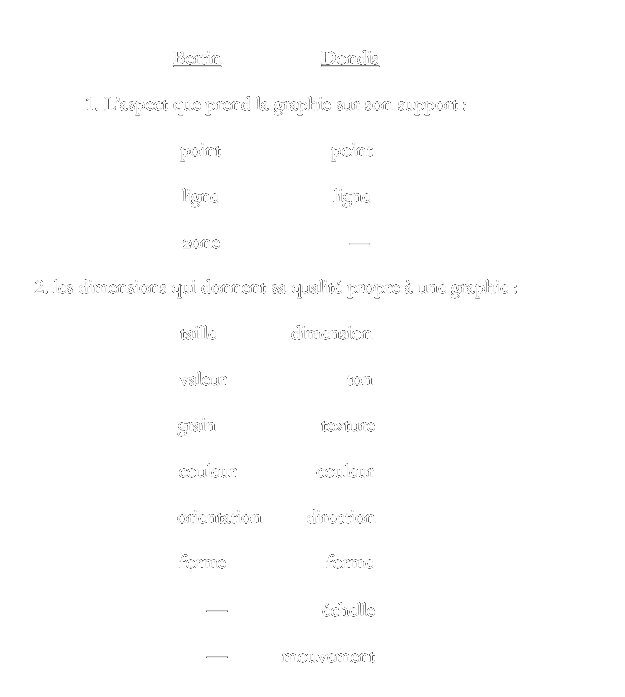 Bertin Dondis
1. L'aspect que prend la graphie sur son support :
point point
ligne ligne
zone —
2. les dimensions qui donnent sa qualité propre à une graphie :
taille dimension
valeur ton
grain texture
couleur couleur
orientation direction
forme forme
— échelle
— mouvement